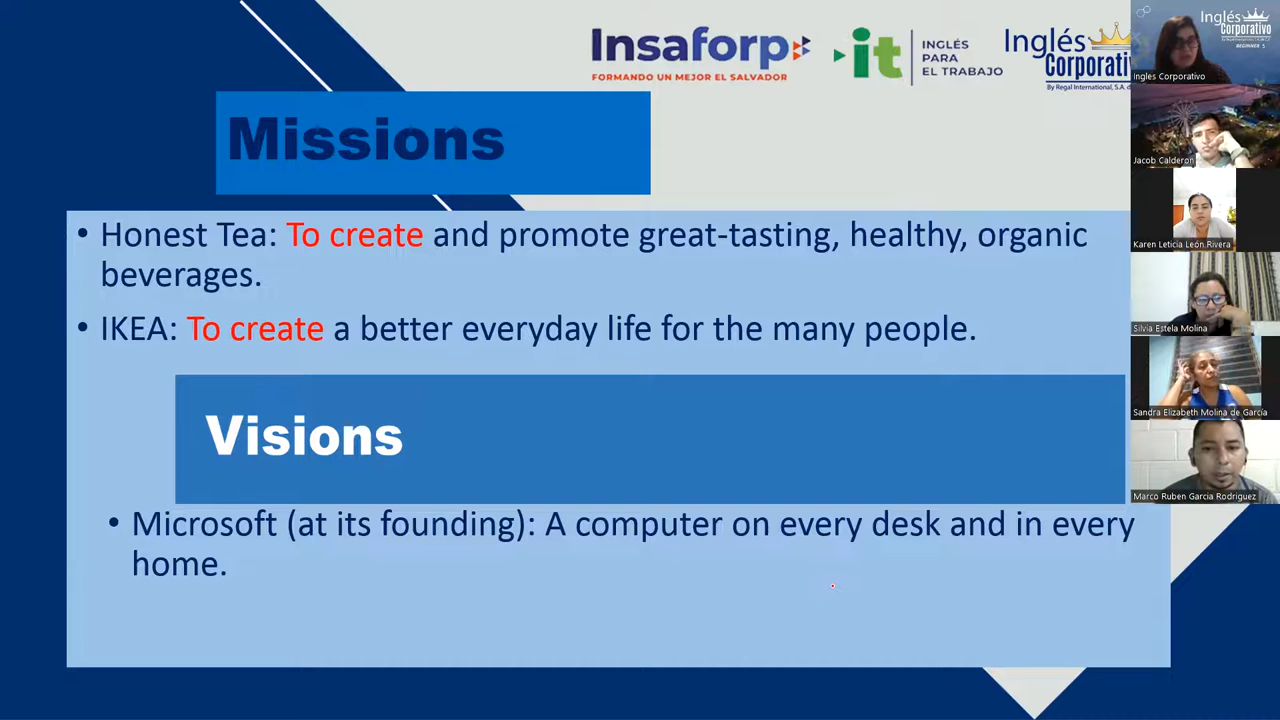 Insaforp
FORMANDO UN MEJOR EL SALVADOR
it
INGLÉS
PARA
EL TRABAJO
Inglés
Corporativ
By Regal International, S.A. d
Missions
• Honest Tea: To create and promote great-tasting, healthy, organic
beverages.
• IKEA: To create a better everyday life for the many people.
Visions
• Microsoft (at its founding): A computer on every desk and in every
home.
Inglés
Corporativo
BEGINNER 5
Ingles Corporativo
Jacob Calderon
Karen Leticia León Rivera
Silvia Estela Molina
Sandra Elizabeth Molina de García
Marco Ruben Garcia Rodriguez